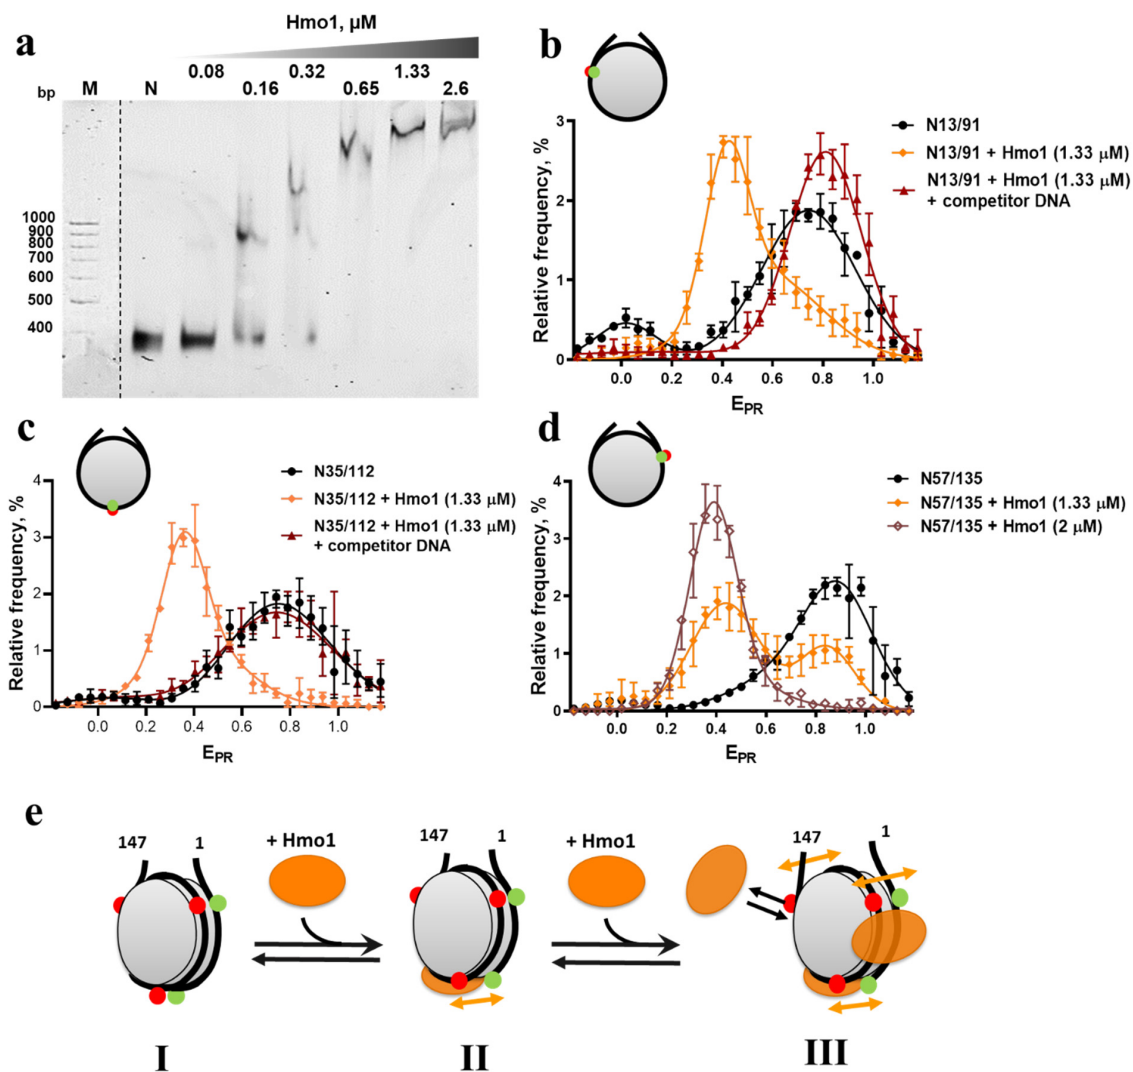 a
Hmo1, µM
0.08 0.32 1.33
bp M N 0.16 0.65 2.6
1000
900
800
700
600
500
400
b
N13/91
N13/91 + Hmo1 (1.33 µM)
N13/91 + Hmo1 (1.33 µM)
+ competitor DNA
Relative frequency, %
3
2
1
0
0.0 0.2 0.4 0.6 0.8 1.0
EPR
c
N35/112
N35/112 + Hmo1 (1.33 µM)
N35/112 + Hmo1 (1.33 µM)
+ competitor DNA
Relative frequency, %
4
3
2
1
0
0.0 0.2 0.4 0.6 0.8 1.0
EPR
d
N57/135
N57/135 + Hmo1 (1.33 µM)
N57/135 + Hmo1 (2 µM)
Relative frequency, %
4
3
2
1
0
0.0 0.2 0.4 0.6 0.8 1.0
EPR
e
147 1
+ Hmo1
147 1
+ Hmo1
147 1
I II III